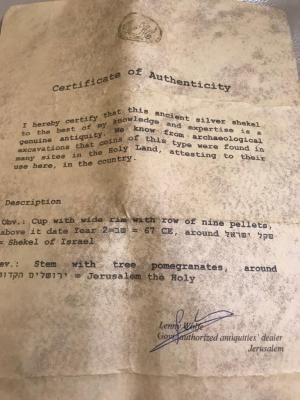 Certificate of Authenticity
I hereby certify that this ancient silver shekel
to the best of my knowledge and expertise is a
genuine antiquity. We know from archaeological
excavations that coins of this type were found in
many sites in the Holy Land, attesting to their
use here, in the country.
Description
Obv.: Cup with wide rim with row of nine pellets,
above it date Year 2=שב = 67 CE, around שקל ישראל
= Shekel of Israel
ev.: Stem with tree pomegranates, around
ירושלים הקדוש = Jerusalem the Holy
Lenny Wolfe
Gov. authorized antiquities' dealer
Jerusalem